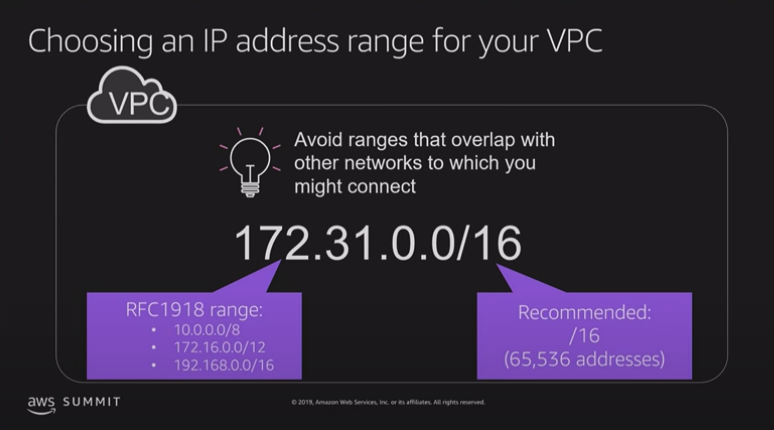 Choosing an IP address range for your VPC
VPC
Avoid ranges that overlap with
other networks to which you
might connect
172.31.0.0/16
RFC1918 range:
• 10.0.0.0/8
• 172.16.0.0/12
• 192.168.0.0/16
Recommended:
/16
(65,536 addresses)
aws SUMMIT
© 2019, Amazon Web Services, Inc. or its affiliates. All rights reserved.